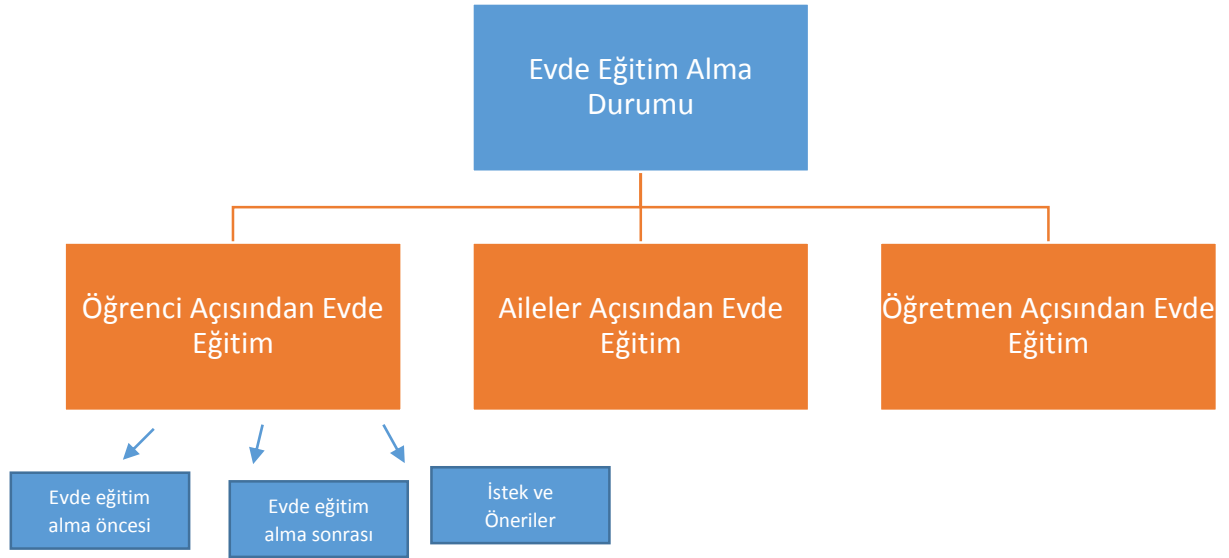 Evde Eğitim Alma
Durumu
Öğrenci Açısından Evde
Eğitim
Aileler Açısından Evde
Eğitim
Öğretmen Açısından Evde
Eğitim
Evde eğitim
alma öncesi
Evde eğitim
alma sonrası
İstek ve
Öneriler